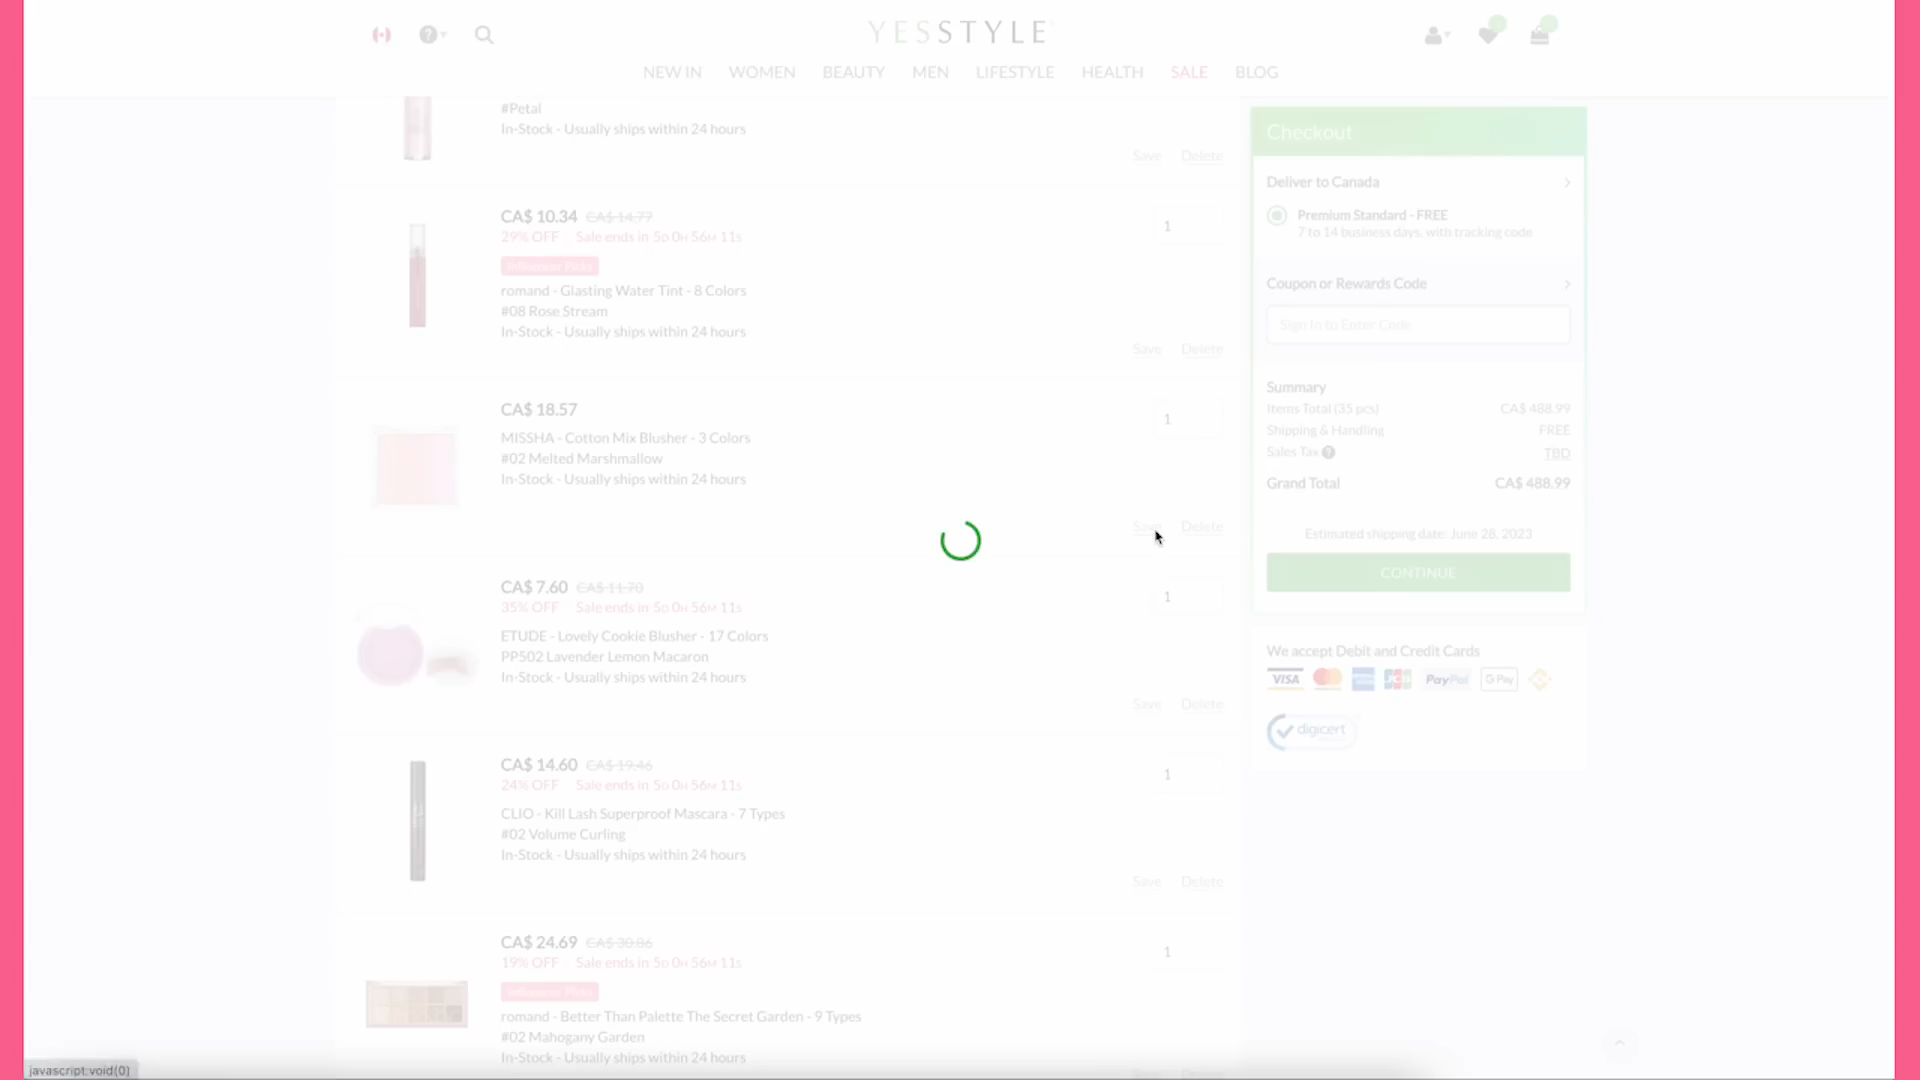 YESSTYLE
NEW IN WOMEN BEAUTY MEN LIFESTYLE HEALTH SALE BLOG
#Petal
In-Stock - Usually ships within 24 hours
Save Delete
CA$ 10.34 CA$ 14.77
29% OFF Sale ends in 5D 0H 56M 11S
1
Influencer Picks
romand - Glasting Water Tint - 8 Colors
#08 Rose Stream
In-Stock - Usually ships within 24 hours
Save Delete
CA$ 18.57
1
MISSHA - Cotton Mix Blusher - 3 Colors
#02 Melted Marshmallow
In-Stock - Usually ships within 24 hours
Save Delete
CA$ 7.60 CA$ 11.70
35% OFF Sale ends in 5D 0H 56M 11S
1
ETUDE - Lovely Cookie Blusher - 17 Colors
PP502 Lavender Lemon Macaron
In-Stock - Usually ships within 24 hours
Save Delete
CA$ 14.60 CA$ 19.46
24% OFF Sale ends in 5D 0H 56M 11S
1
CLIO - Kill Lash Superproof Mascara - 7 Types
#02 Volume Curling
In-Stock - Usually ships within 24 hours
Save Delete
CA$ 24.69 CA$ 30.86
19% OFF Sale ends in 5D 0H 56M 11S
1
Influencer Picks
romand - Better Than Palette The Secret Garden - 9 Types
#02 Mahogany Garden
In-Stock - Usually ships within 24 hours
Checkout
Deliver to Canada
Premium Standard - FREE
7 to 14 business days, with tracking code
Coupon or Rewards Code
Sign In to Enter Code
Summary
Items Total (35 pcs) CA$ 488.99
Shipping & Handling FREE
Sales Tax ? TBD
Grand Total CA$ 488.99
Estimated shipping date: June 28, 2023
CONTINUE
We accept Debit and Credit Cards
VISA JCB PayPal G Pay
digicert
javascript:void(0)